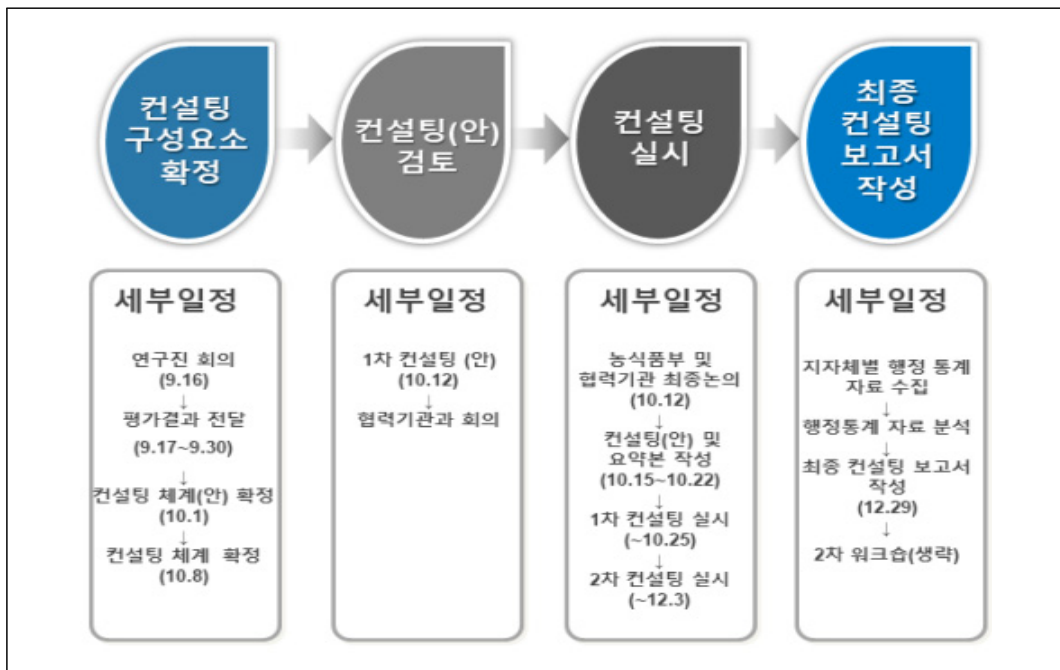 컨설팅
구성요소
확정
컨설팅(안)
검토
컨설팅
실시
최종
컨설팅
보고서
작성
세부일정
연구진 회의
(9.16)
↓
평가결과 전달
(9.17~9.30)
↓
컨설팅 체계(안) 확정
(10.1)
↓
컨설팅 체계 확정
(10.8)
세부일정
1차 컨설팅 (안)
(10.12)
↓
협력기관과 회의
세부일정
농식품부 및
협력기관 최종논의
(10.12)
↓
컨설팅(안) 및
요약본 작성
(10.15~10.22)
↓
1차 컨설팅 실시
(~10.25)
↓
2차 컨설팅 실시
(~12.3)
세부일정
지자체별 행정 통계
자료 수집
↓
행정통계 자료 분석
↓
최종 컨설팅 보고서
작성
(12.29)
↓
2차 워크숍(생략)